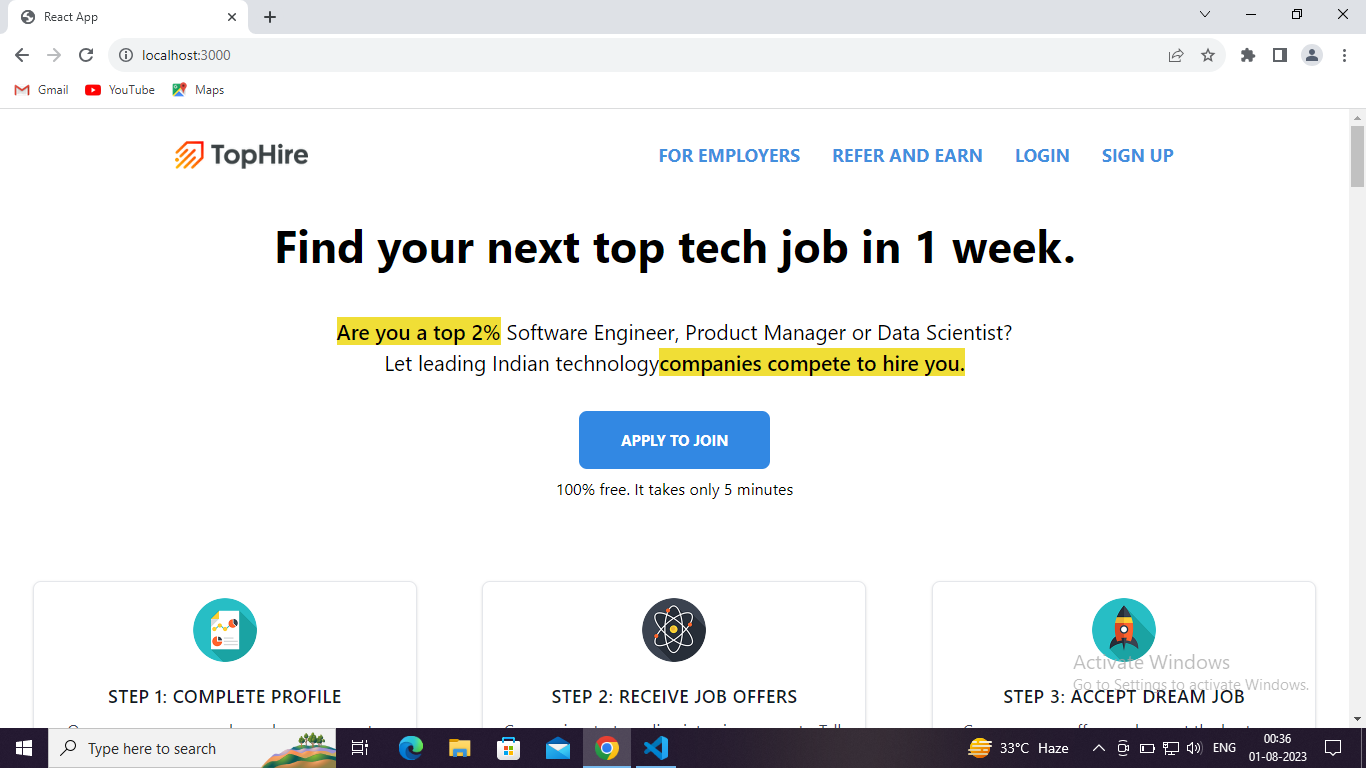 React App
localhost:3000
Gmail YouTube Maps
TopHire FOR EMPLOYERS REFER AND EARN LOGIN SIGN UP
Find your next top tech job in 1 week.
Are you a top 2% Software Engineer, Product Manager or Data Scientist?
Let leading Indian technologycompanies compete to hire you.
APPLY TO JOIN
100% free. It takes only 5 minutes
STEP 1: COMPLETE PROFILE STEP 2: RECEIVE JOB OFFERS STEP 3: ACCEPT DREAM JOB
Activate Windows
Go to Settings to activate Windows.
Type here to search 33°C Haze ENG 00:36
01-08-2023